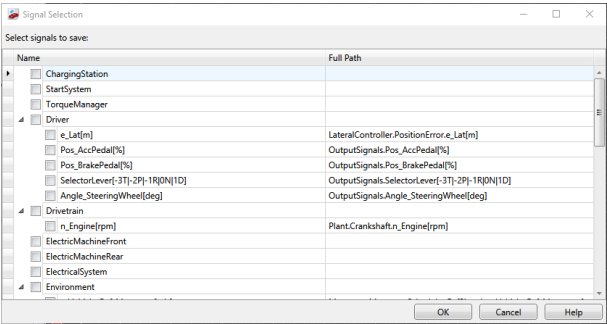 Signal Selection
Select signals to save:
Name Full Path
ChargingStation
StartSystem
TorqueManager
Driver
e_Lat[m] LateralController.PositionError.e_Lat[m]
Pos_AccPedal[%] OutputSignals.Pos_AccPedal[%]
Pos_BrakePedal[%] OutputSignals.Pos_BrakePedal[%]
SelectorLever[-3T|-2P|-1R|0N|1D] OutputSignals.SelectorLever[-3T|-2P|-1R|0N|1D]
Angle_SteeringWheel[deg] OutputSignals.Angle_SteeringWheel[deg]
Drivetrain
n_Engine[rpm] Plant.Crankshaft.n_Engine[rpm]
ElectricMachineFront
ElectricMachineRear
ElectricalSystem
Environment
OK Cancel Help